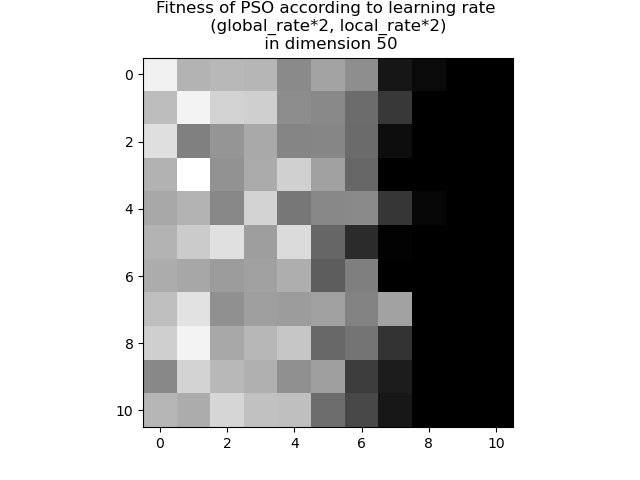 Fitness of PSO according to learning rate
(global_rate*2, local_rate*2)
in dimension 50
0
2
4
6
8
10
0 2 4 6 8 10